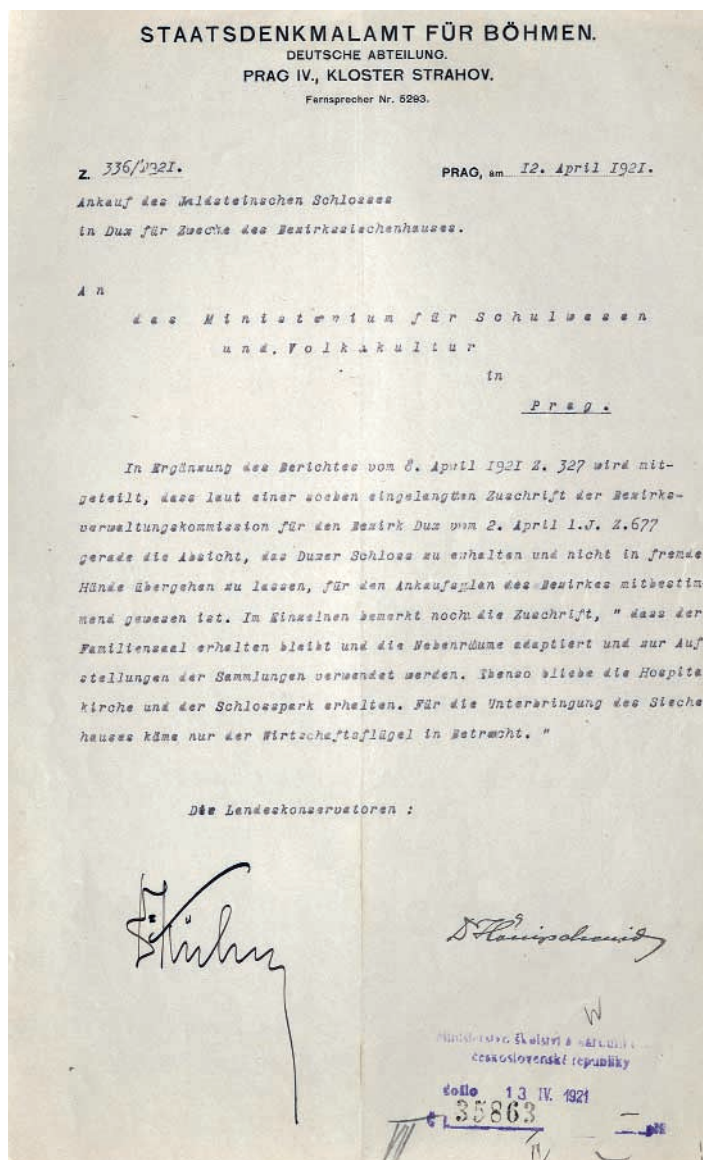 STAATSDENKMALAMT FÜR BÖHMEN.
DEUTSCHE ABTEILUNG.
PRAG IV., KLOSTER STRAHOV.
Fernsprecher Nr. 5293.
Z. 336/1921.
PRAG, am 12. April 1921.
Ankauf des Waldsteinschen Schlosses
in Dux für Zwecke des Bezirkssiechenhauses.
An
das Ministerium für Schulwesen
und Volkskultur
in
Prag.
In Ergänzung des Berichtes vom 8. April 1921 Z. 327 wird mit-
geteilt, dass laut einer soeben eingelangten Zuschrift der Bezirks-
verwaltungskommission für den Bezirk Dux vom 2. April l.J. Z.677
gerade die Absicht, das Duxer Schloss zu erhalten und nicht in fremde
Hände übergehen zu lassen, für den Ankaufsplan des Bezirkes mitbestim
mend gewesen ist. Im Einzelnen bemerkt noch die Zuschrift, " dass der
Familiensaal erhalten bleibt und die Nebenräume adaptiert und zur Auf
stellungen der Sammlungen verwendet werden. Ebenso bliebe die Hospita
kirche und der Schlosspark erhalten. Für die Unterbringung des Sieche
hauses käme nur der Wirtschaftsflügel in Betracht. "
Die Landeskonservatoren :
Kühn
Dr Hönigschmid
Ministerstvo školství a národní
československé republiky
došlo 13 IV. 1921
č 35863